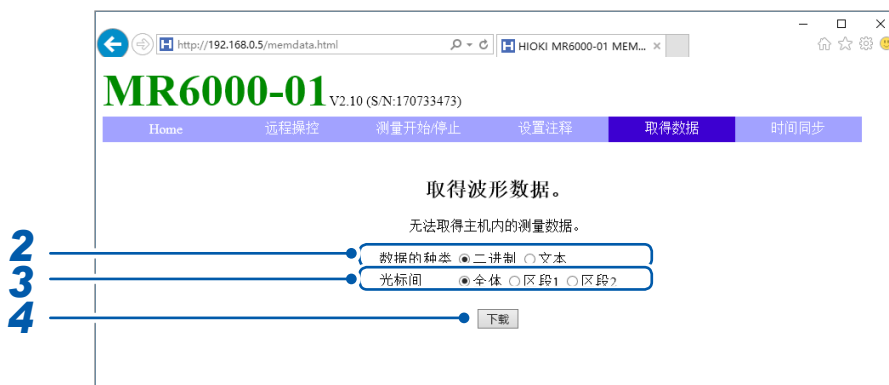 http://192.168.0.5/memdata.html
HIOKI MR6000-01 MEM...
MR6000-01 V2.10 (S/N:170733473)
Home 远程操控 测量开始/停止 设置注释 取得数据 时间同步
取得波形数据。
无法取得主机内的测量数据。
2 数据的种类 二进制 文本
3 光标间 全体 区段1 区段2
4 下载